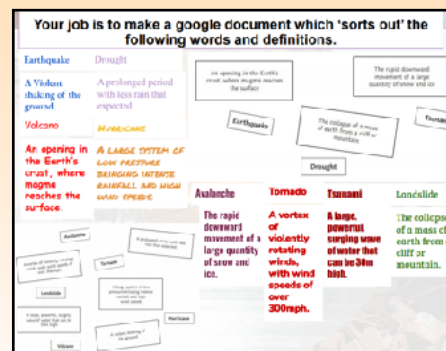 Your job is to make a google document which 'sorts out' the
following words and definitions.
Earthquake
Drought
A Violent
shaking of the
ground
A prolonged period
with less rain that
expected
Volcano
Hurricane
An opening in
the Earth's
crust, where
magma
reaches the
surface.
A large system of
low pressure
bringing intense
rainfall and high
wind speeds.
An opening in the Earth's
crust where magma reaches
the surface
The rapid downward
movement of a large
quantity of snow and ice
Earthquake
The collapse of a mass
of earth from a cliff or
mountain.
Drought
Avalanche
Tornado
Tsunami
Landslide
The rapid
downward
movement of a
large quantity
of snow and
ice.
A vortex
of
violently
rotating
winds,
with wind
speeds of
over
300mph.
A large,
powerful
surging wave
of water that
can be 30m
high.
The collapse
of a mass
earth from
cliff or
mountain.
Avalanche
Tornado
Landslide
Hurricane
Volcano